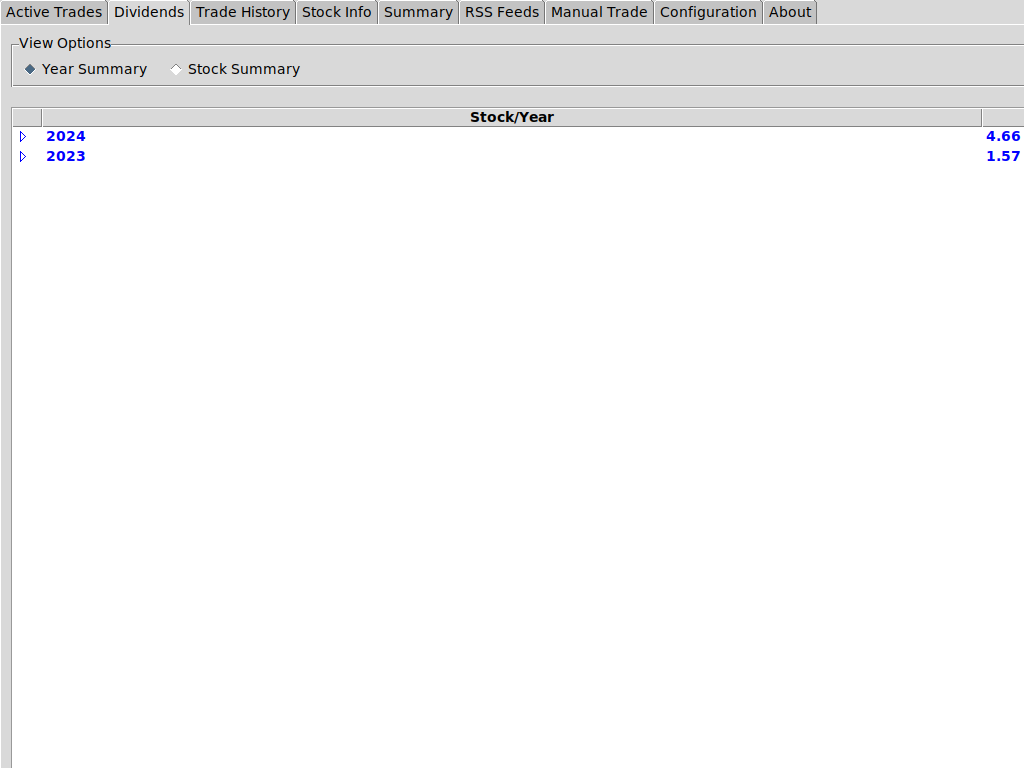 Active Trades Dividends Trade History Stock Info Summary RSS Feeds Manual Trade Configuration About
View Options
Year Summary Stock Summary
Stock/Year
2024 4.66
2023 1.57